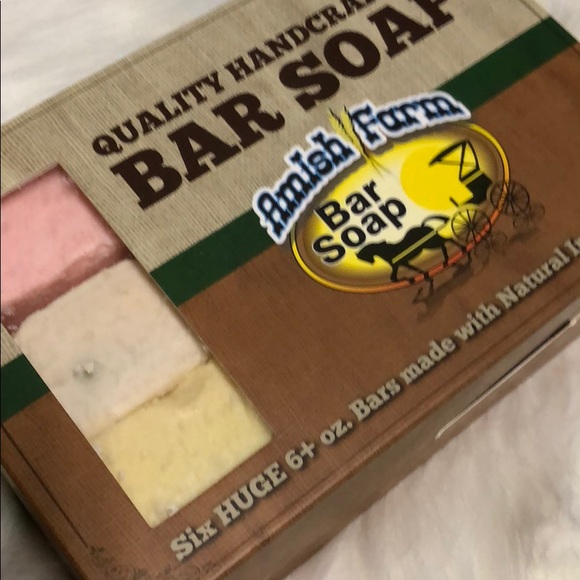 QUALITY HANDCRA
BAR SOAP
Amish Farm
Bar
Soap
Six HUGE 6+ oz. Bars made with Natural I